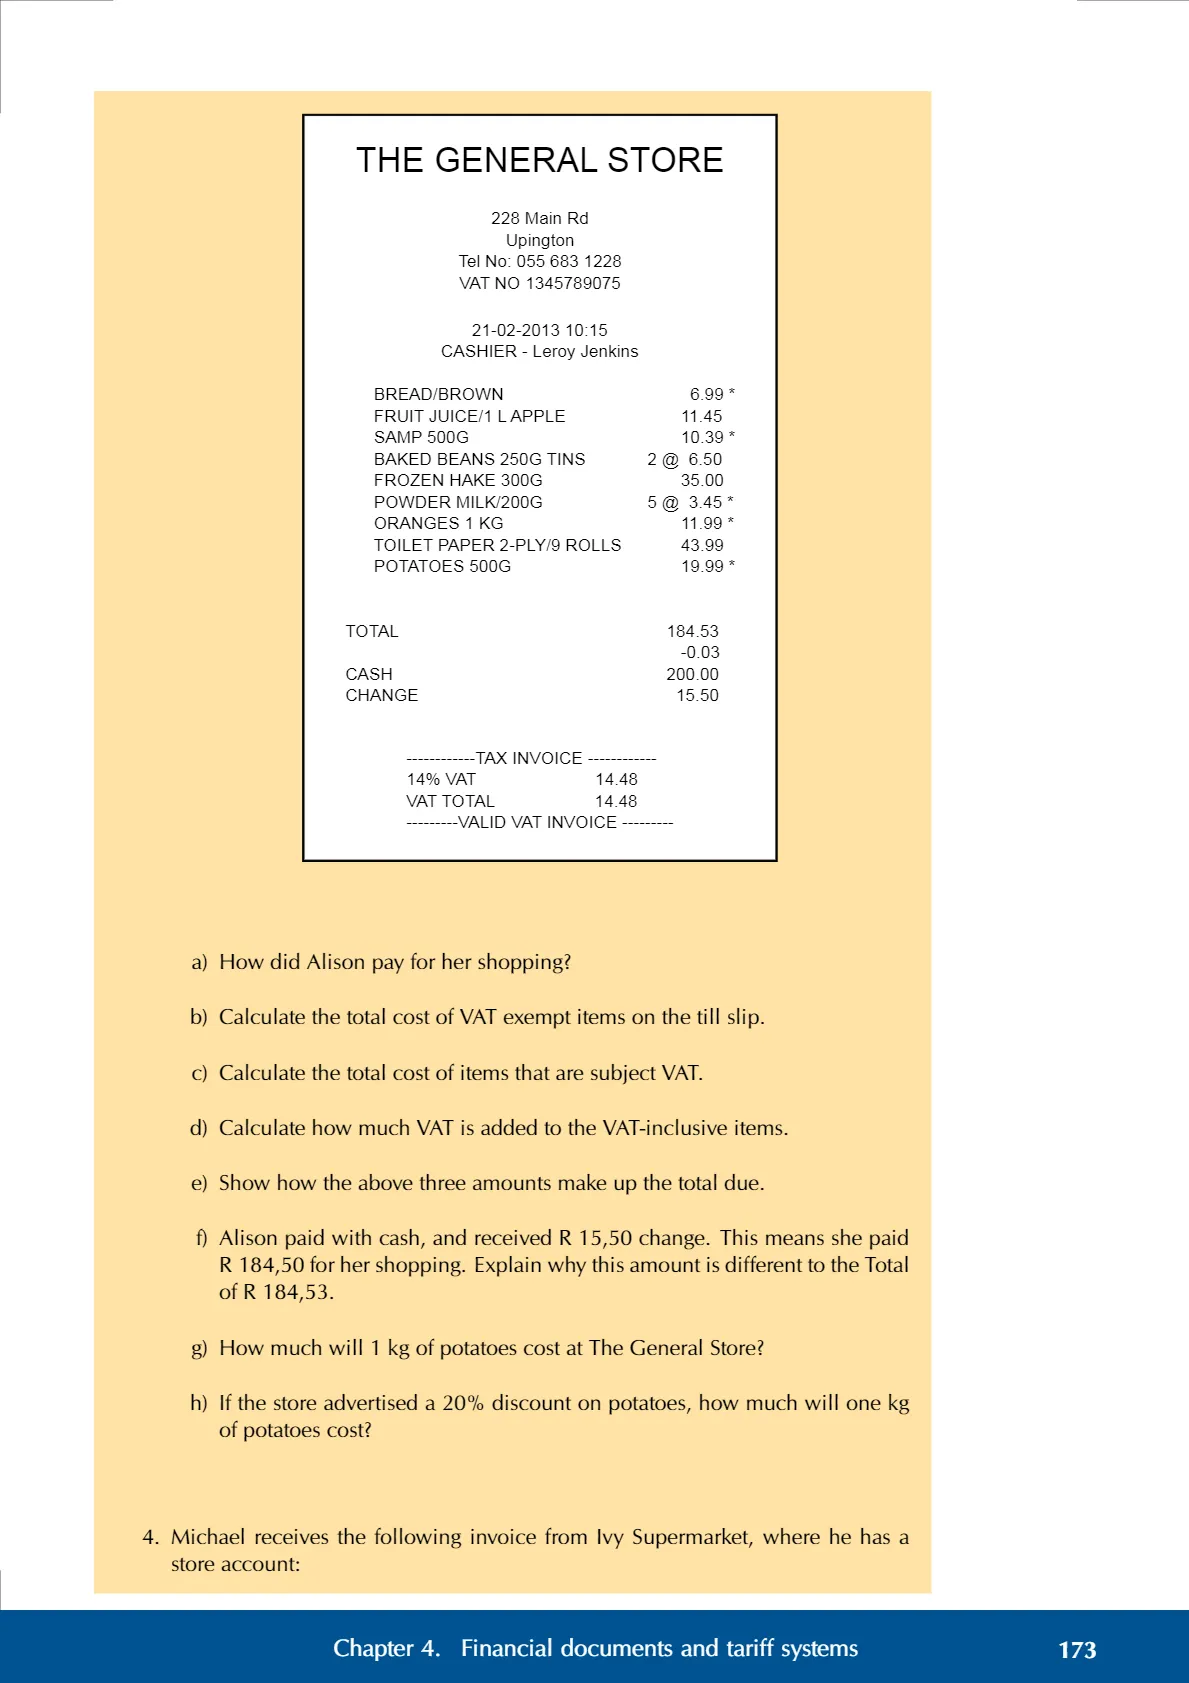 THE GENERAL STORE
228 Main Rd
Upington
Tel No: 055 683 1228
VAT NO 1345789075
21-02-2013 10:15
CASHIER - Leroy Jenkins
BREAD/BROWN 6.99 *
FRUIT JUICE/1 L APPLE 11.45
SAMP 500G 10.39 *
BAKED BEANS 250G TINS 2 @ 6.50
FROZEN HAKE 300G 35.00
POWDER MILK/200G 5 @ 3.45 *
ORANGES 1 KG 11.99 *
TOILET PAPER 2-PLY/9 ROLLS 43.99
POTATOES 500G 19.99 *
TOTAL 184.53
-0.03
CASH 200.00
CHANGE 15.50
------------TAX INVOICE ------------
14% VAT 14.48
VAT TOTAL 14.48
---------VALID VAT INVOICE ---------
a) How did Alison pay for her shopping?
b) Calculate the total cost of VAT exempt items on the till slip.
c) Calculate the total cost of items that are subject VAT.
d) Calculate how much VAT is added to the VAT-inclusive items.
e) Show how the above three amounts make up the total due.
f) Alison paid with cash, and received R 15,50 change. This means she paid
R 184,50 for her shopping. Explain why this amount is different to the Total
of R 184,53.
g) How much will 1 kg of potatoes cost at The General Store?
h) If the store advertised a 20% discount on potatoes, how much will one kg
of potatoes cost?
4. Michael receives the following invoice from Ivy Supermarket, where he has a
store account:
Chapter 4. Financial documents and tariff systems 173